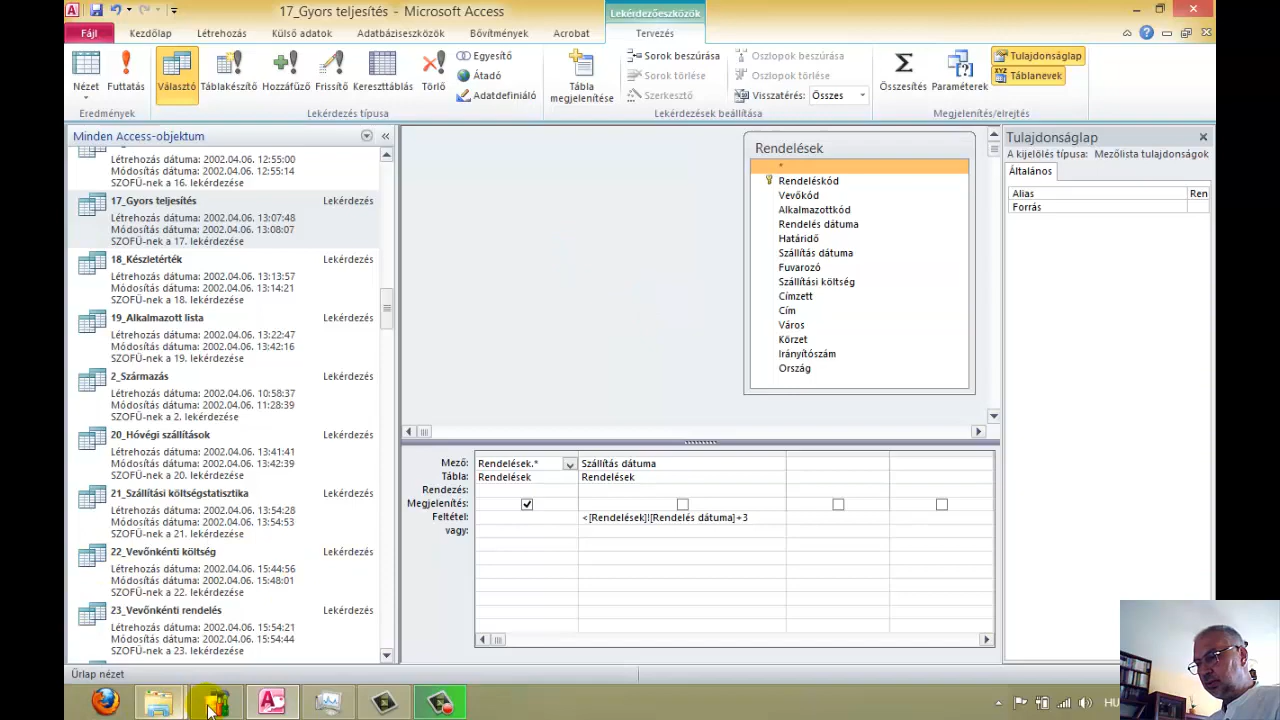 17_Gyors teljesítés - Microsoft Access
Lekérdezőeszközök
Fájl
Kezdőlap
Létrehozás
Külső adatok
Adatbáziseszközök
Bővítmények
Acrobat
Tervezés
Nézet
Futtatás
Választó
Táblakészítő
Hozzáfűző
Frissítő
Kereszttáblás
Törlő
Egyesítő
Átadó
Adatdefiniáló
Tábla
megjelenítése
Sorok beszúrása
Sorok törlése
Szerkesztő
Oszlopok beszúrása
Oszlopok törlése
Visszatérés: Összes
Összesítés
Paraméterek
Tulajdonságlap
Táblanevek
Eredmények
Lekérdezés típusa
Lekérdezések beállítása
Megjelenítés/elrejtés
Minden Access-objektum
Létrehozás dátuma: 2002.04.06. 12:55:00
Módosítás dátuma: 2002.04.06. 12:55:14
SZOFÜ-nek a 16. lekérdezése
17_Gyors teljesítés Lekérdezés
Létrehozás dátuma: 2002.04.06. 13:07:48
Módosítás dátuma: 2002.04.06. 13:08:07
SZOFÜ-nek a 17. lekérdezése
18_Készletérték Lekérdezés
Létrehozás dátuma: 2002.04.06. 13:13:57
Módosítás dátuma: 2002.04.06. 13:14:21
SZOFÜ-nek a 18. lekérdezése
19_Alkalmazott lista Lekérdezés
Létrehozás dátuma: 2002.04.06. 13:22:47
Módosítás dátuma: 2002.04.06. 13:42:16
SZOFÜ-nek a 19. lekérdezése
2_Származás Lekérdezés
Létrehozás dátuma: 2002.04.06. 10:58:37
Módosítás dátuma: 2002.04.06. 11:28:39
SZOFÜ-nek a 2. lekérdezése
20_Hóvégi szállítások Lekérdezés
Létrehozás dátuma: 2002.04.06. 13:41:41
Módosítás dátuma: 2002.04.06. 13:42:39
SZOFÜ-nek a 20. lekérdezése
21_Szállítási költségstatisztika Lekérdezés
Létrehozás dátuma: 2002.04.06. 13:54:28
Módosítás dátuma: 2002.04.06. 13:54:53
SZOFÜ-nek a 21. lekérdezése
22_Vevőnkénti költség Lekérdezés
Létrehozás dátuma: 2002.04.06. 15:44:56
Módosítás dátuma: 2002.04.06. 15:48:01
SZOFÜ-nek a 22. lekérdezése
23_Vevőnkénti rendelés Lekérdezés
Létrehozás dátuma: 2002.04.06. 15:54:21
Módosítás dátuma: 2002.04.06. 15:54:44
SZOFÜ-nek a 23. lekérdezése
Rendelések
*
Rendeléskód
Vevőkód
Alkalmazottkód
Rendelés dátuma
Határidő
Szállítás dátuma
Fuvarozó
Szállítási költség
Címzett
Cím
Város
Körzet
Irányítószám
Ország
Mező: Rendelések.* Szállítás dátuma
Tábla: Rendelések Rendelések
Rendezés:
Megjelenítés:
Feltétel: <[Rendelések]![Rendelés dátuma]+3
vagy:
Tulajdonságlap
A kijelölés típusa: Mezőlista tulajdonságok
Általános
Alias Ren
Forrás
Űrlap nézet
HU